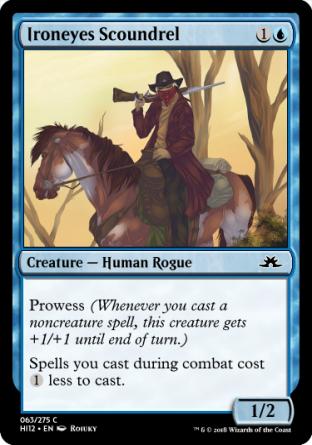 Ironeyes Scoundrel 1
Creature — Human Rogue
Prowess (Whenever you cast a
noncreature spell, this creature gets
+1/+1 until end of turn.)
Spells you cast during combat cost
1 less to cast.
1/2
063/275 C
HI12 • EN Roiuky
™ & © 2018 Wizards of the Coast